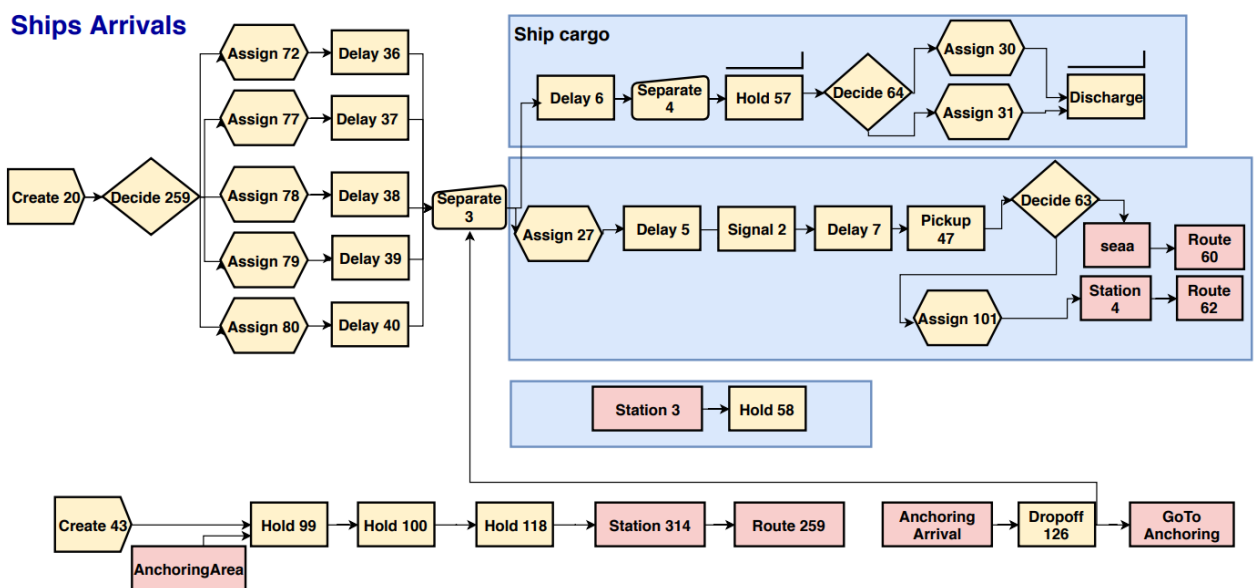 Ships Arrivals
Create 20
Decide 259
Assign 72
Delay 36
Assign 77
Delay 37
Assign 78
Delay 38
Assign 79
Delay 39
Assign 80
Delay 40
Separate
3
Ship cargo
Delay 6
Separate
4
Hold 57
Decide 64
Assign 30
Assign 31
Discharge
Assign 27
Delay 5
Signal 2
Delay 7
Pickup
47
Decide 63
seaa
Route
60
Assign 101
Station
4
Route
62
Station 3
Hold 58
Create 43
AnchoringArea
Hold 99
Hold 100
Hold 118
Station 314
Route 259
Anchoring
Arrival
Dropoff
126
GoTo
Anchoring